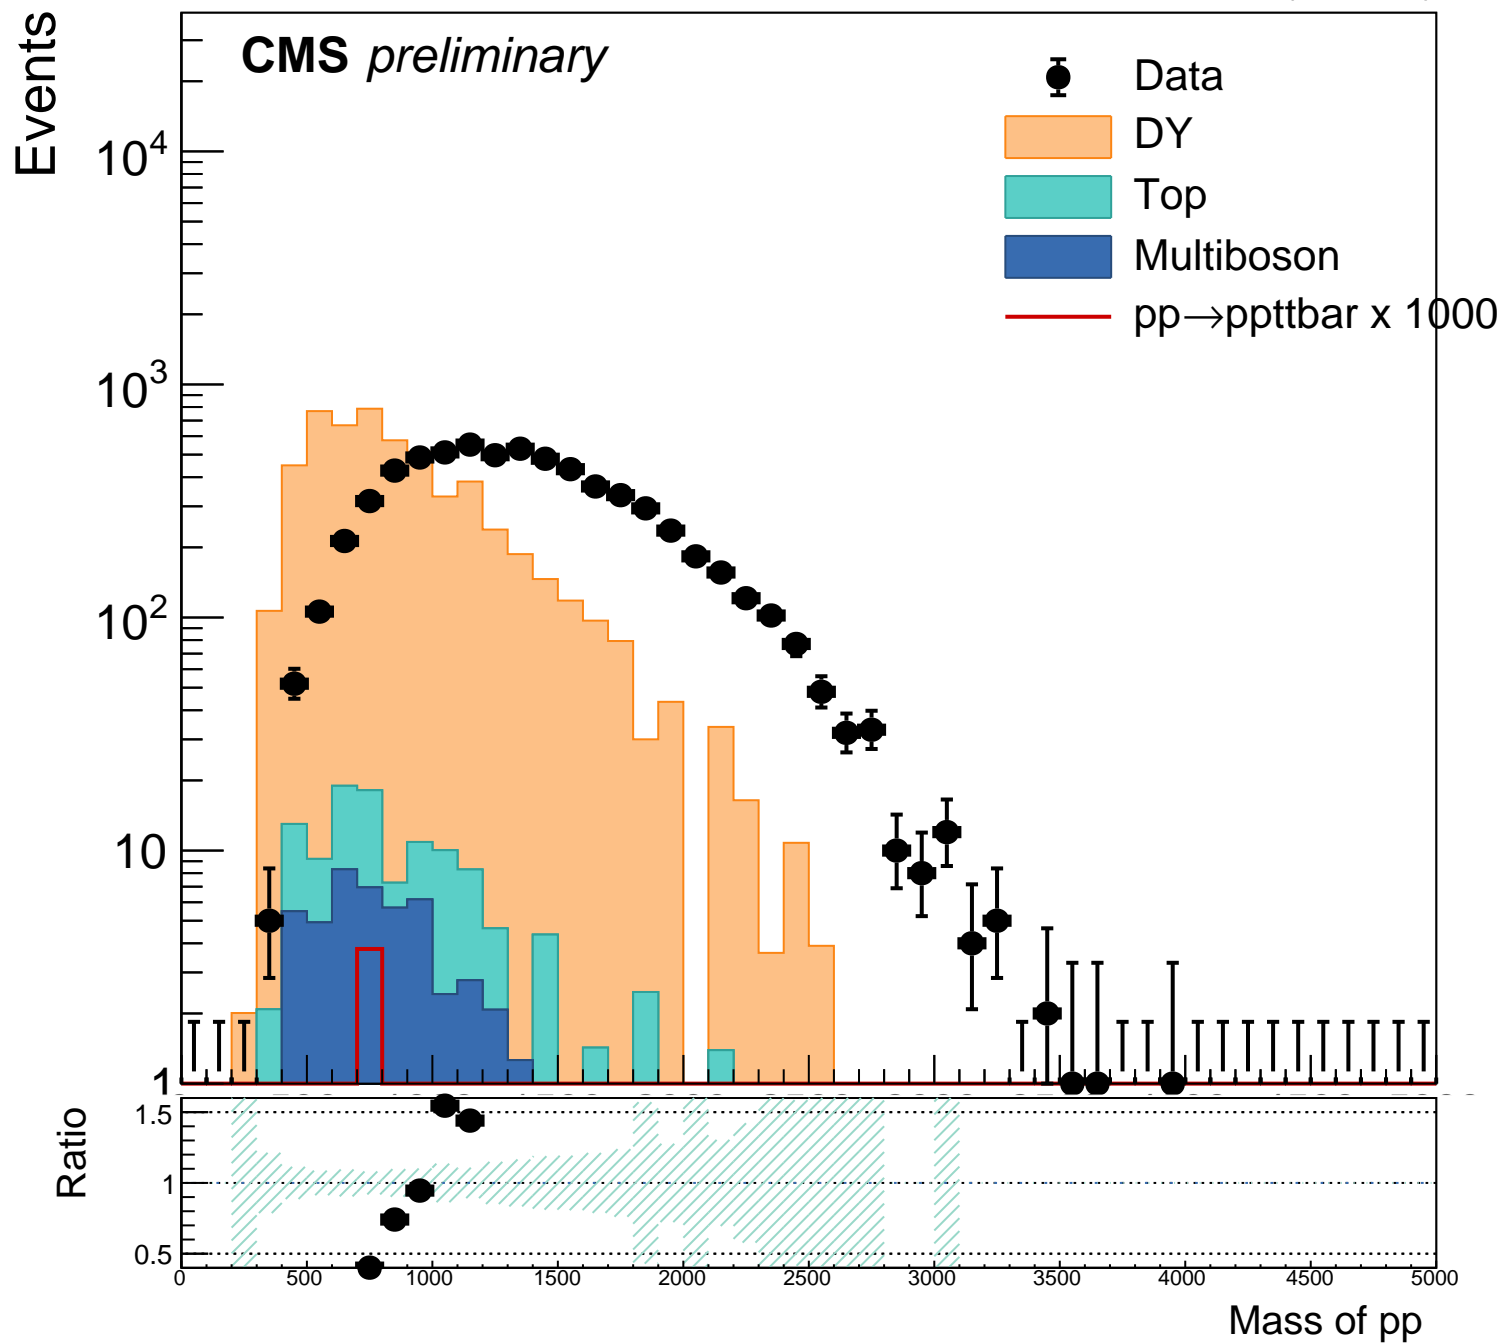 CMS preliminary
Events
Data
DY
Top
Multiboson
pp→ppttbar x 1000
10^4
10^3
10^2
10
1
Ratio
1.5
1
0.5
0 500 1000 1500 2000 2500 3000 3500 4000 4500 5000
Mass of pp